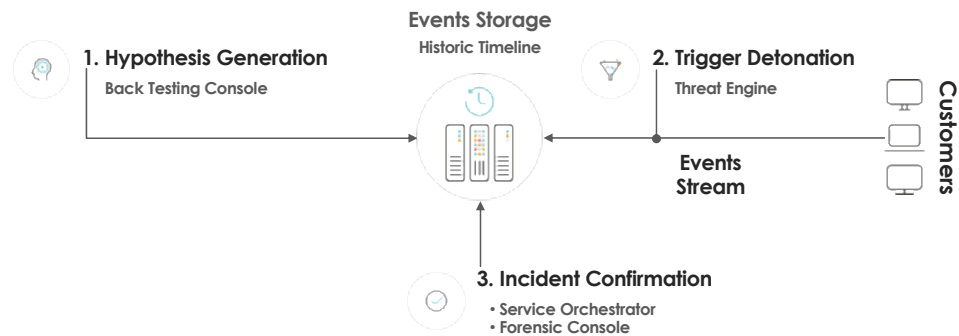 Events Storage
Historic Timeline
1. Hypothesis Generation
Back Testing Console
2. Trigger Detonation
Threat Engine
Customers
Events
Stream
3. Incident Confirmation
• Service Orchestrator
• Forensic Console